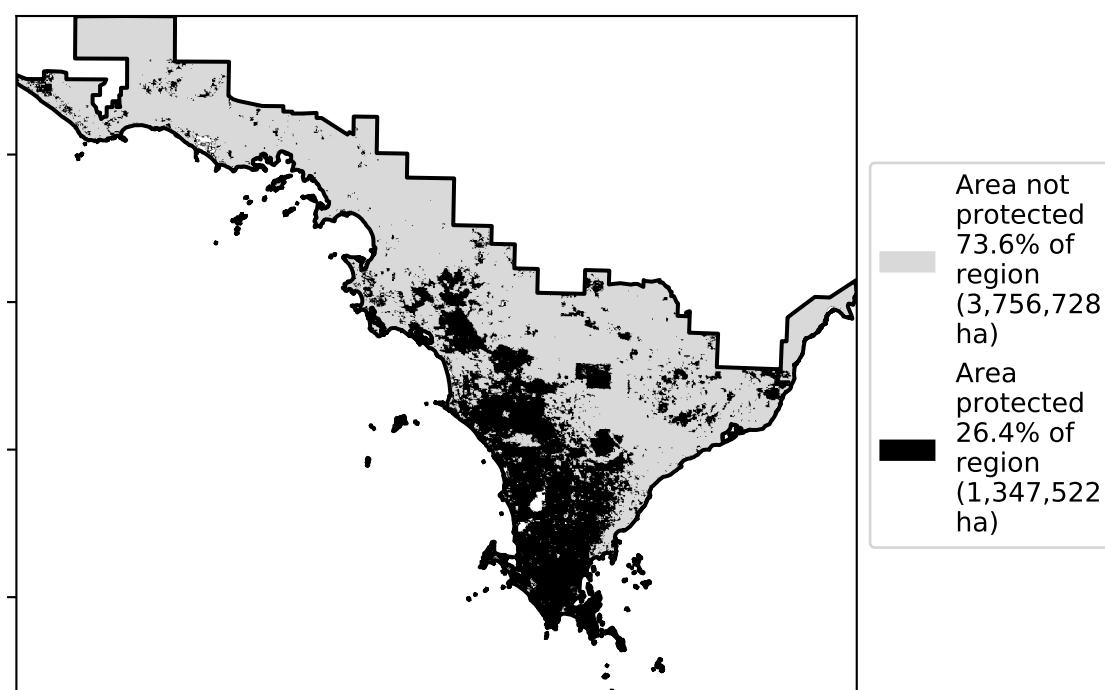 Area not
protected
73.6% of
region
(3,756,728
ha)
Area
protected
26.4% of
region
(1,347,522
ha)